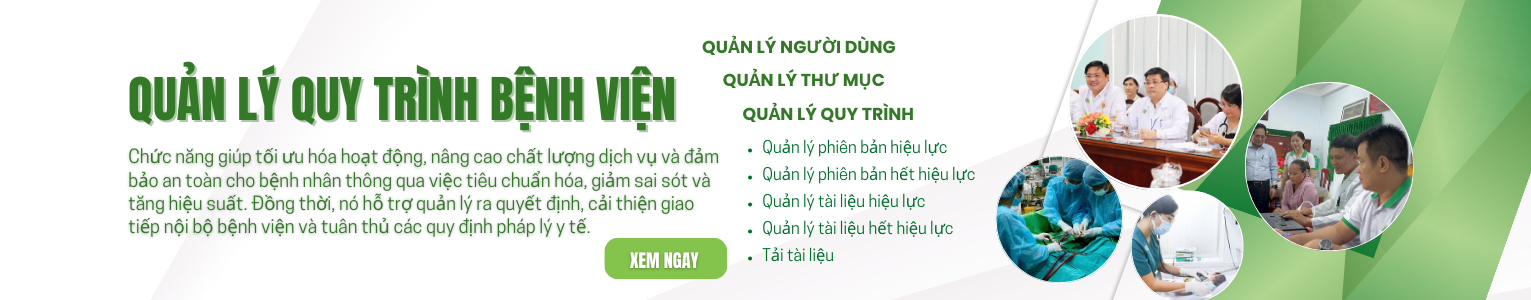 QUẢN LÝ QUY TRÌNH BỆNH VIỆN
Chức năng giúp tối ưu hóa hoạt động, nâng cao chất lượng dịch vụ và đảm
bảo an toàn cho bệnh nhân thông qua việc tiêu chuẩn hóa, giảm sai sót và
tăng hiệu suất. Đồng thời, nó hỗ trợ quản lý ra quyết định, cải thiện giao
tiếp nội bộ bệnh viện và tuân thủ các quy định pháp lý y tế.
XEM NGAY
QUẢN LÝ NGƯỜI DÙNG
QUẢN LÝ THƯ MỤC
QUẢN LÝ QUY TRÌNH
• Quản lý phiên bản hiệu lực
• Quản lý phiên bản hết hiệu lực
• Quản lý tài liệu hiệu lực
• Quản lý tài liệu hết hiệu lực
• Tải tài liệu